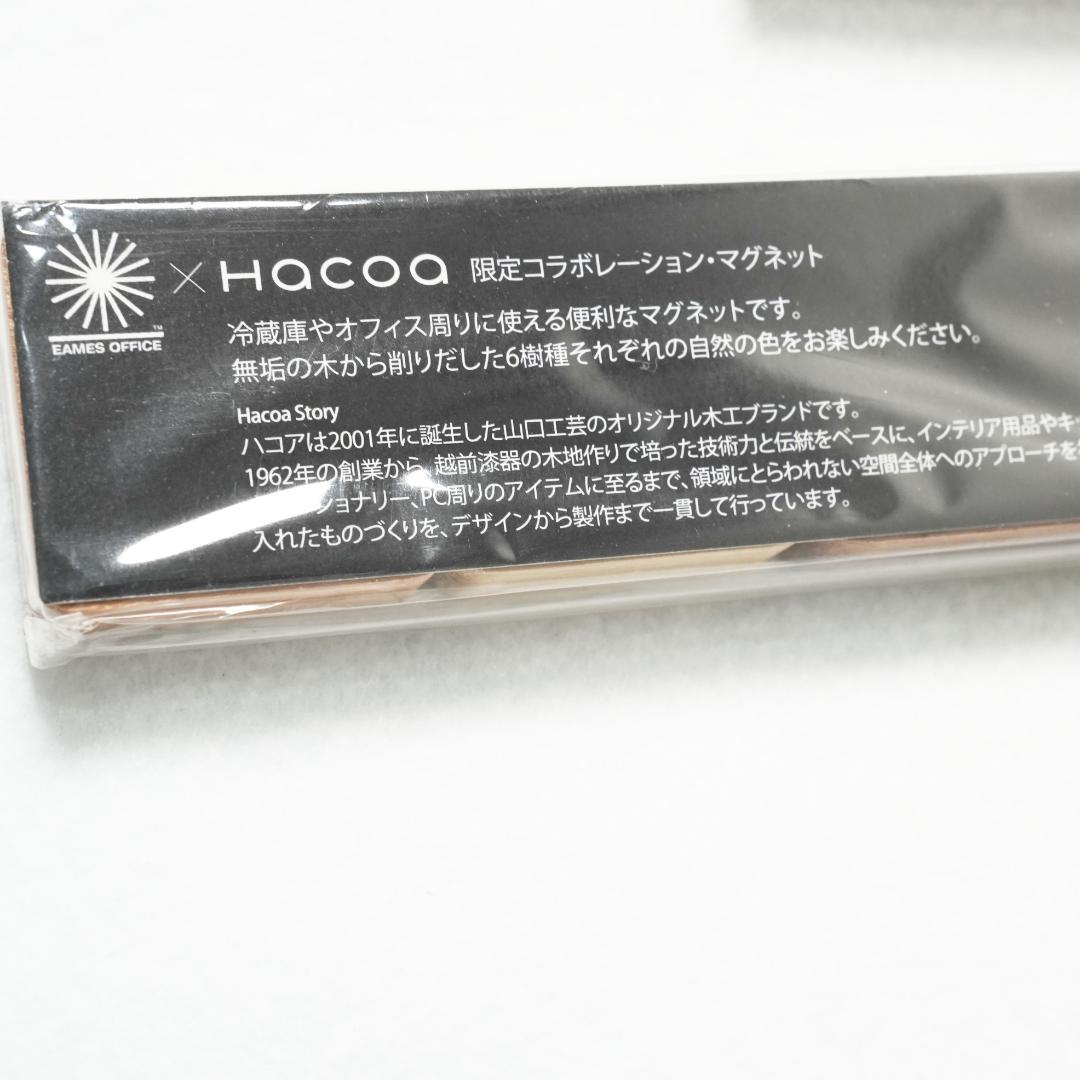 EAMES OFFICE™ × Hacoa 限定コラボレーション・マグネット
冷蔵庫やオフィス周りに使える便利なマグネットです。
無垢の木から削りだした6樹種それぞれの自然の色をお楽しみください。
Hacoa Story
ハコアは2001年に誕生した山口工芸のオリジナル木工ブランドです。
1962年の創業から、越前漆器の木地作りで培った技術力と伝統をベースに、インテリア用品やキッ
ショナリー、PC周りのアイテムに至るまで、領域にとらわれない空間全体へのアプローチを
入れたものづくりを、デザインから製作まで一貫して行っています。